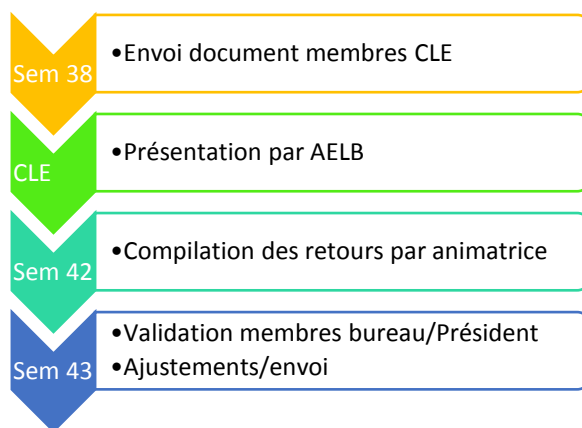 Sem 38
•Envoi document membres CLE
CLE
•Présentation par AELB
Sem 42
•Compilation des retours par animatrice
Sem 43
•Validation membres bureau/Président
•Ajustements/envoi